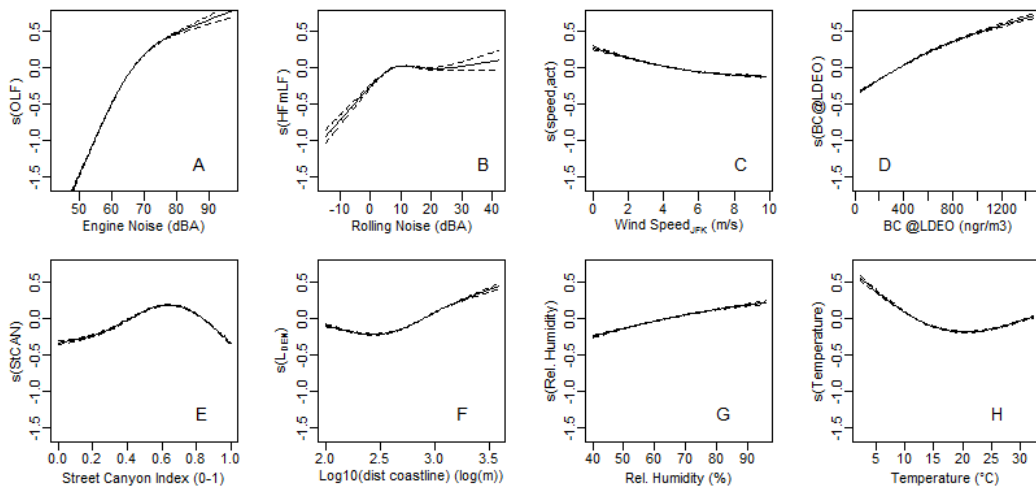 s(OLF)
0.5
0.0
-0.5
-1.0
-1.5
A
50 60 70 80 90
Engine Noise (dBA)
s(HFmLF)
0.5
0.0
-0.5
-1.0
-1.5
B
-10 0 10 20 30 40
Rolling Noise (dBA)
s(speed,act)
0.5
0.0
-0.5
-1.0
-1.5
C
0 2 4 6 8 10
Wind Speed_JFK (m/s)
s(BC@LDEO)
0.5
0.0
-0.5
-1.0
-1.5
D
0 400 800 1200
BC @LDEO (ngr/m3)
s(StCAN)
0.5
0.0
-0.5
-1.0
-1.5
E
0.0 0.2 0.4 0.6 0.8 1.0
Street Canyon Index (0-1)
s(L_DEN)
0.5
0.0
-0.5
-1.0
-1.5
F
2.0 2.5 3.0 3.5
Log10(dist coastline) (log(m))
s(Rel. Humidity)
0.5
0.0
-0.5
-1.0
-1.5
G
40 50 60 70 80 90
Rel. Humidity (%)
s(Temperature)
0.5
0.0
-0.5
-1.0
-1.5
H
5 10 15 20 25 30
Temperature (°C)